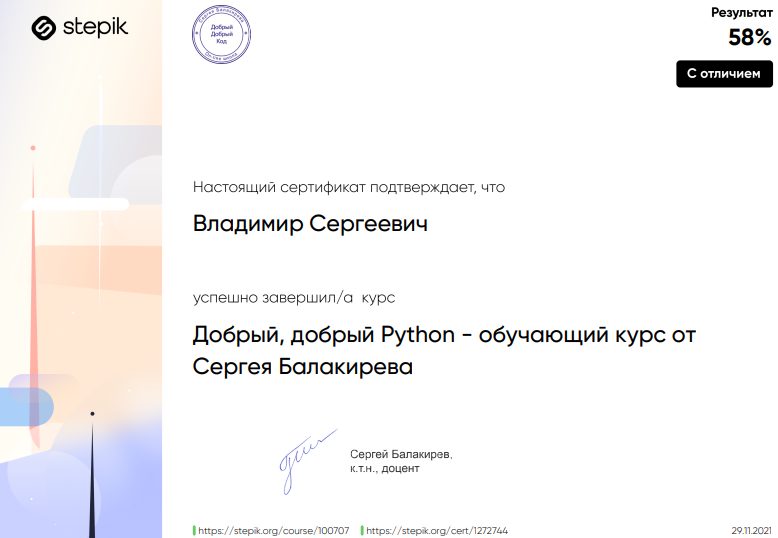 stepik
Сергей Балакирев
Добрый
Добрый
Код
Результат
58%
С отличием
Настоящий сертификат подтверждает, что
Владимир Сергеевич
успешно завершил/а курс
Добрый, добрый Python - обучающий курс от
Сергея Балакирева
Сергей Балакирев,
к.т.н., доцент
https://stepik.org/course/100707
https://stepik.org/cert/1272744
29.11.2021